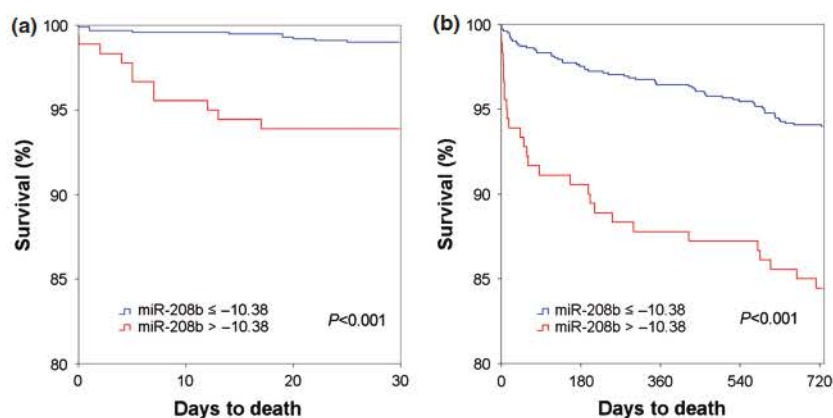 (a)
100
95
90
85
80
Survival (%)
miR-208b ≤ −10.38
miR-208b > −10.38
P<0.001
0
10
20
30
Days to death
(b)
100
95
90
85
80
Survival (%)
miR-208b ≤ −10.38
miR-208b > −10.38
P<0.001
0
180
360
540
720
Days to death